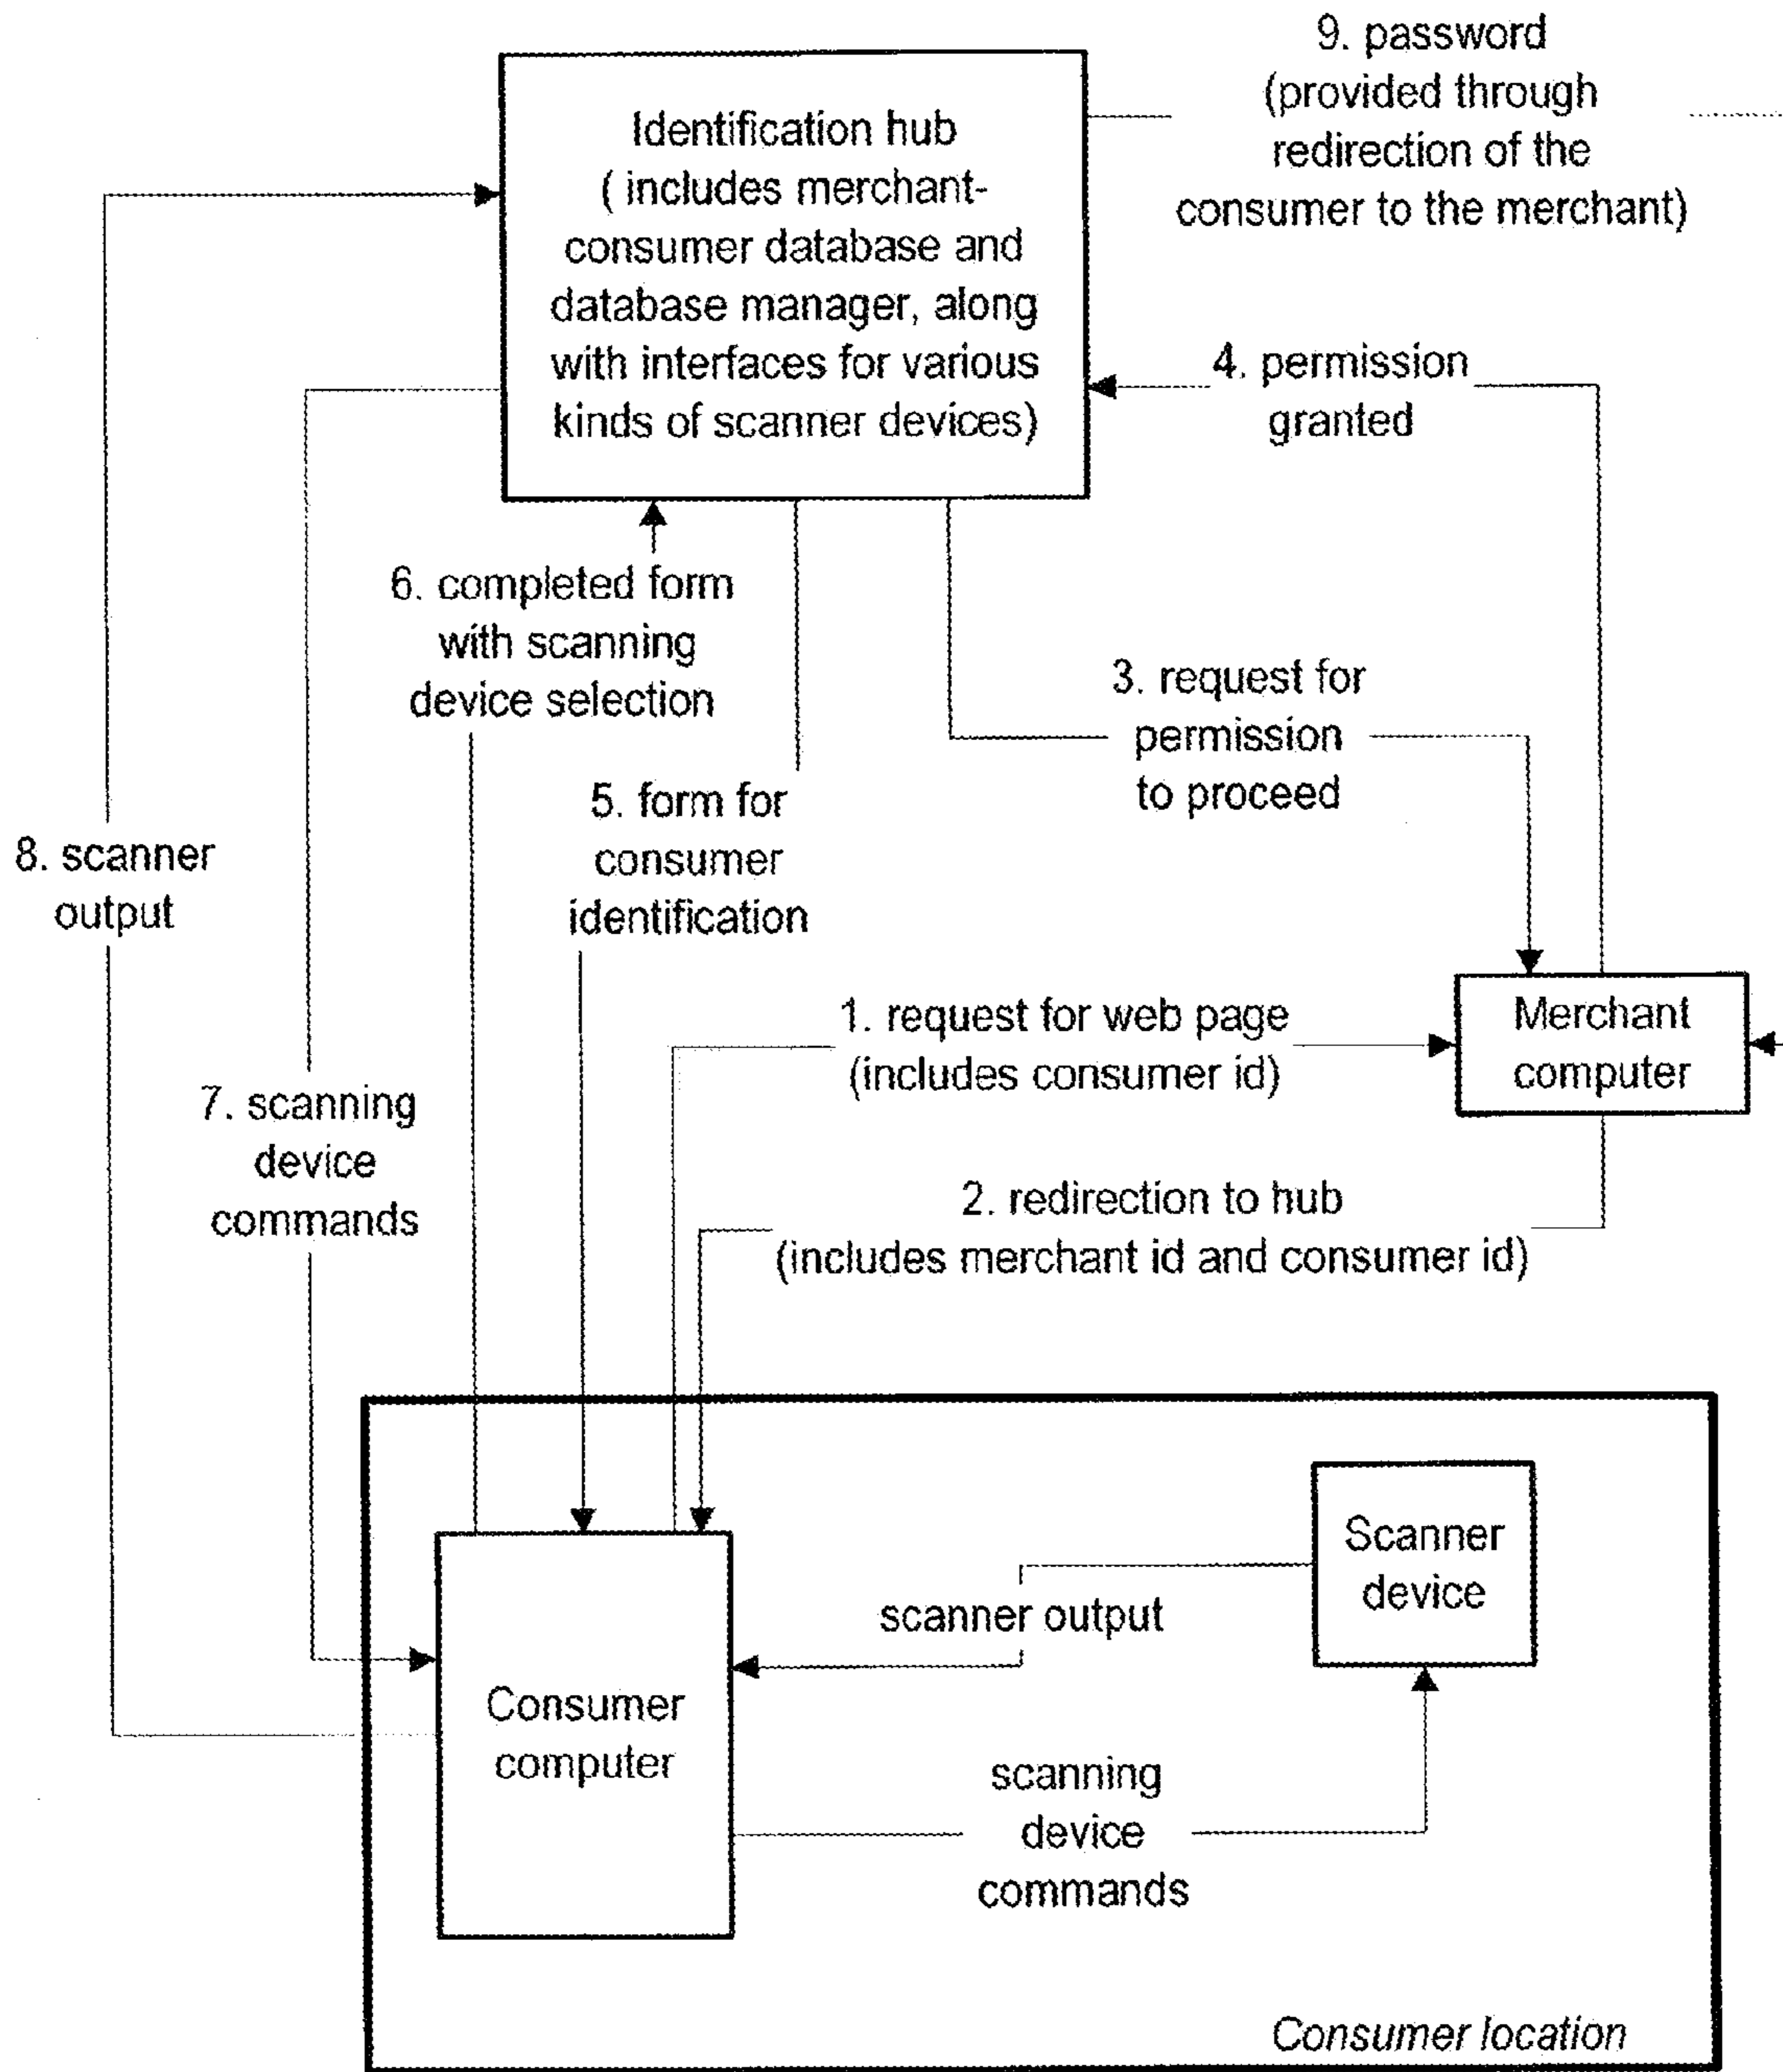 9. password
(provided through
redirection of the
consumer to the merchant)
Identification hub
( includes merchant-
consumer database and
database manager, along
with interfaces for various
kinds of scanner devices)
4. permission
granted
6. completed form
with scanning
device selection
3. request for
permission
to proceed
5. form for
consumer
identification
8. scanner
output
1. request for web page
(includes consumer id)
Merchant
computer
7. scanning
device
commands
2. redirection to hub
(includes merchant id and consumer id)
Scanner
device
scanner output
Consumer
computer
scanning
device
commands
Consumer location